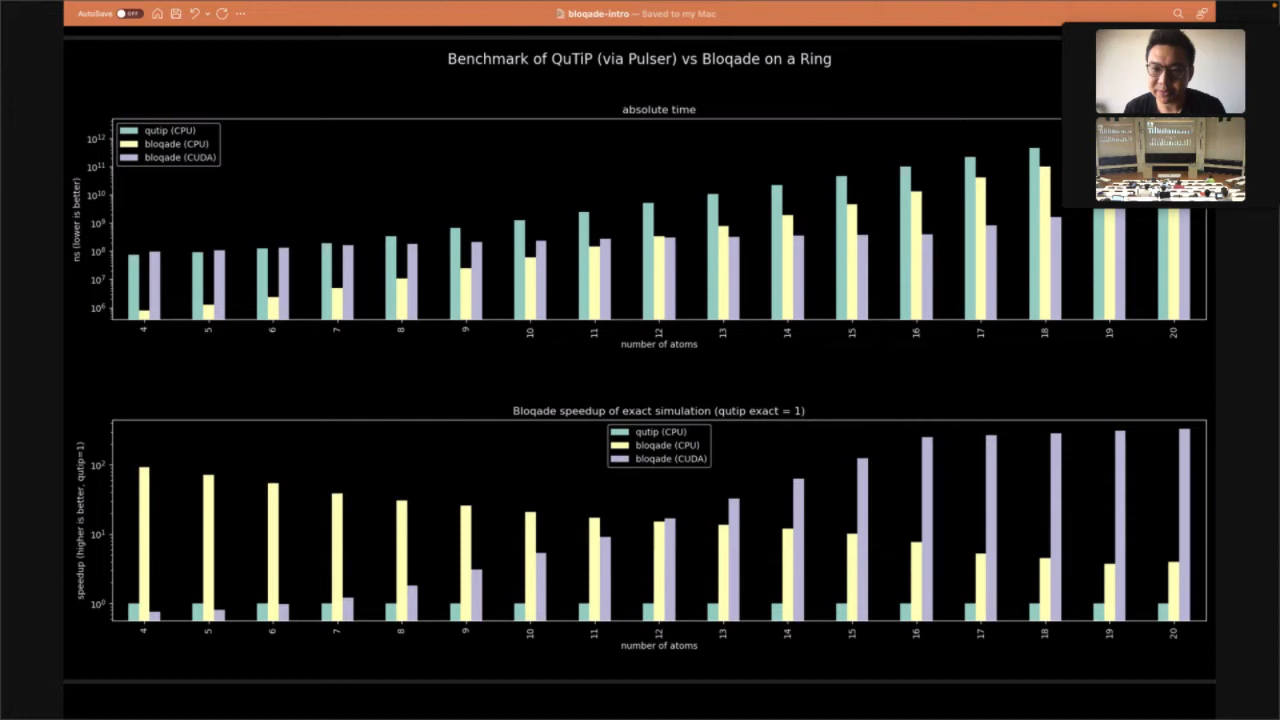 AutoSave OFF
bloqade-intro — Saved to my Mac
Benchmark of QuTiP (via Pulser) vs Bloqade on a Ring
absolute time
qutip (CPU)
bloqade (CPU)
bloqade (CUDA)
ns (lower is better)
10¹²
10¹¹
10¹⁰
10⁹
10⁸
10⁷
10⁶
4 5 6 7 8 9 10 11 12 13 14 15 16 17 18 19 20
number of atoms
Bloqade speedup of exact simulation (qutip exact = 1)
qutip (CPU)
bloqade (CPU)
bloqade (CUDA)
speedup (higher is better, qutip=1)
10²
10¹
10⁰
4 5 6 7 8 9 10 11 12 13 14 15 16 17 18 19 20
number of atoms